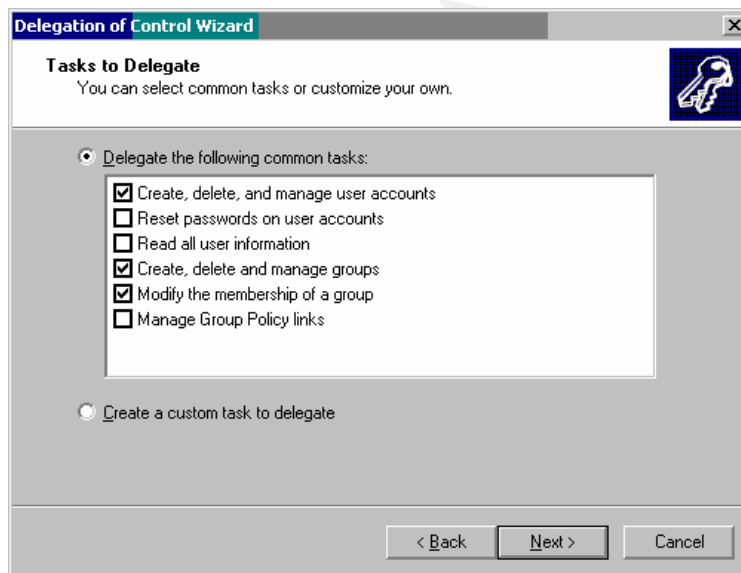 Delegation of Control Wizard
Tasks to Delegate
You can select common tasks or customize your own.
Delegate the following common tasks:
Create, delete, and manage user accounts
Reset passwords on user accounts
Read all user information
Create, delete and manage groups
Modify the membership of a group
Manage Group Policy links
Create a custom task to delegate
< Back Next > Cancel